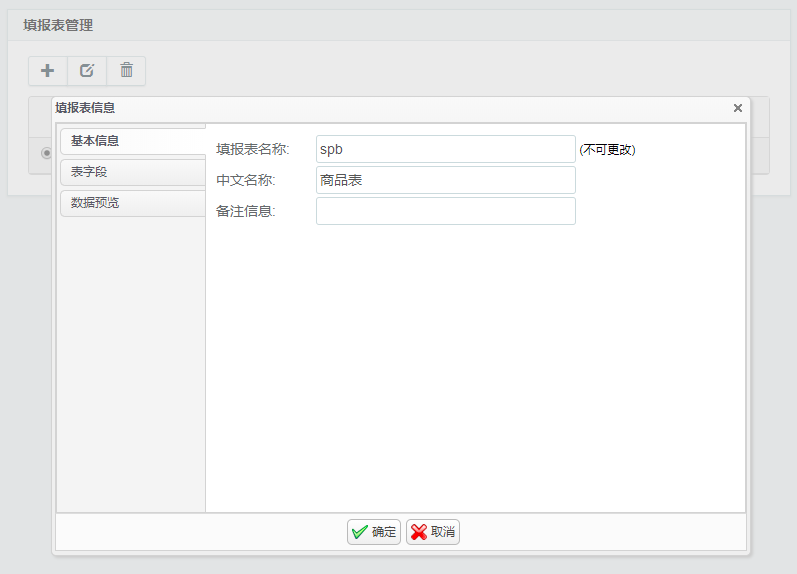 填报表管理
填报表信息
基本信息
表字段
数据预览
填报表名称: spb (不可更改)
中文名称: 商品表
备注信息:
确定 取消